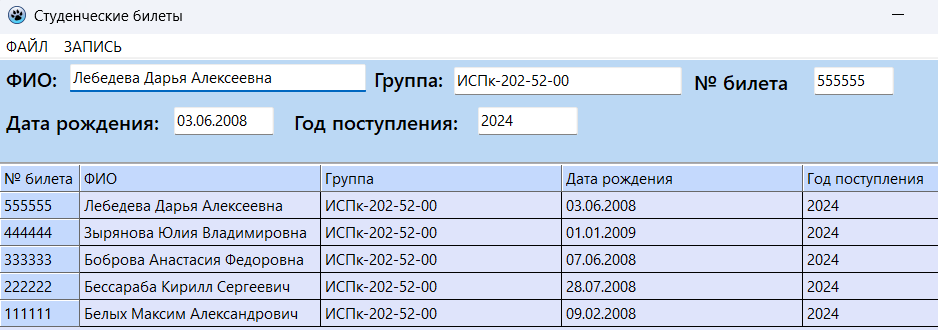 Студенческие билеты
ФАЙЛ ЗАПИСЬ
ФИО: Лебедева Дарья Алексеевна Группа: ИСПк-202-52-00 № билета 555555
Дата рождения: 03.06.2008 Год поступления: 2024
№ билета ФИО Группа Дата рождения Год поступления
555555 Лебедева Дарья Алексеевна ИСПк-202-52-00 03.06.2008 2024
444444 Зырянова Юлия Владимировна ИСПк-202-52-00 01.01.2009 2024
333333 Боброва Анастасия Федоровна ИСПк-202-52-00 07.06.2008 2024
222222 Бессараба Кирилл Сергеевич ИСПк-202-52-00 28.07.2008 2024
111111 Белых Максим Александрович ИСПк-202-52-00 09.02.2008 2024